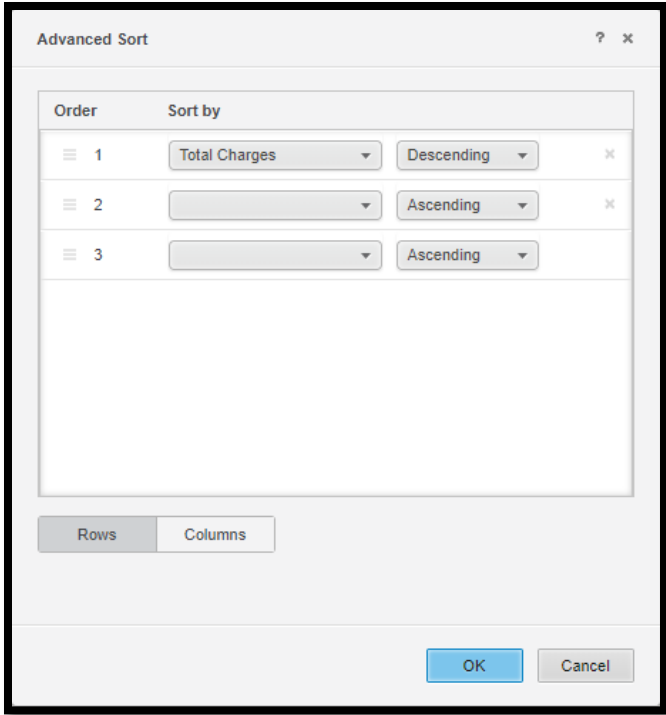 Advanced Sort ? ×
Order Sort by
1 Total Charges Descending ×
2 Ascending ×
3 Ascending
Rows Columns
OK Cancel